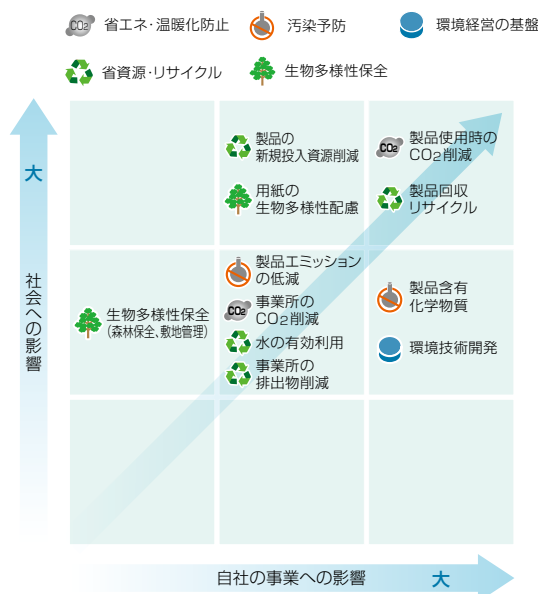 CO2 省エネ・温暖化防止
汚染予防
環境経営の基盤
省資源・リサイクル
生物多様性保全
大
社会への影響
製品の
新規投入資源削減
用紙の
生物多様性配慮
CO2 製品使用時の
CO2削減
製品回収
リサイクル
生物多様性保全
(森林保全、敷地管理)
製品エミッション
の低減
CO2 事業所の
CO2削減
水の有効利用
事業所の
排出物削減
製品含有
化学物質
環境技術開発
自社の事業への影響 大